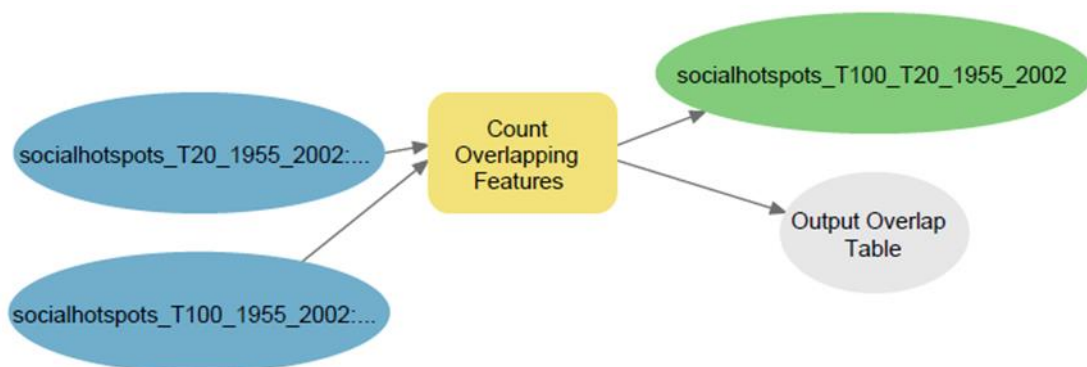 socialhotspots_T100_T20_1955_2002
Count
Overlapping
Features
socialhotspots_T20_1955_2002:...
Output Overlap
Table
socialhotspots_T100_1955_2002:...